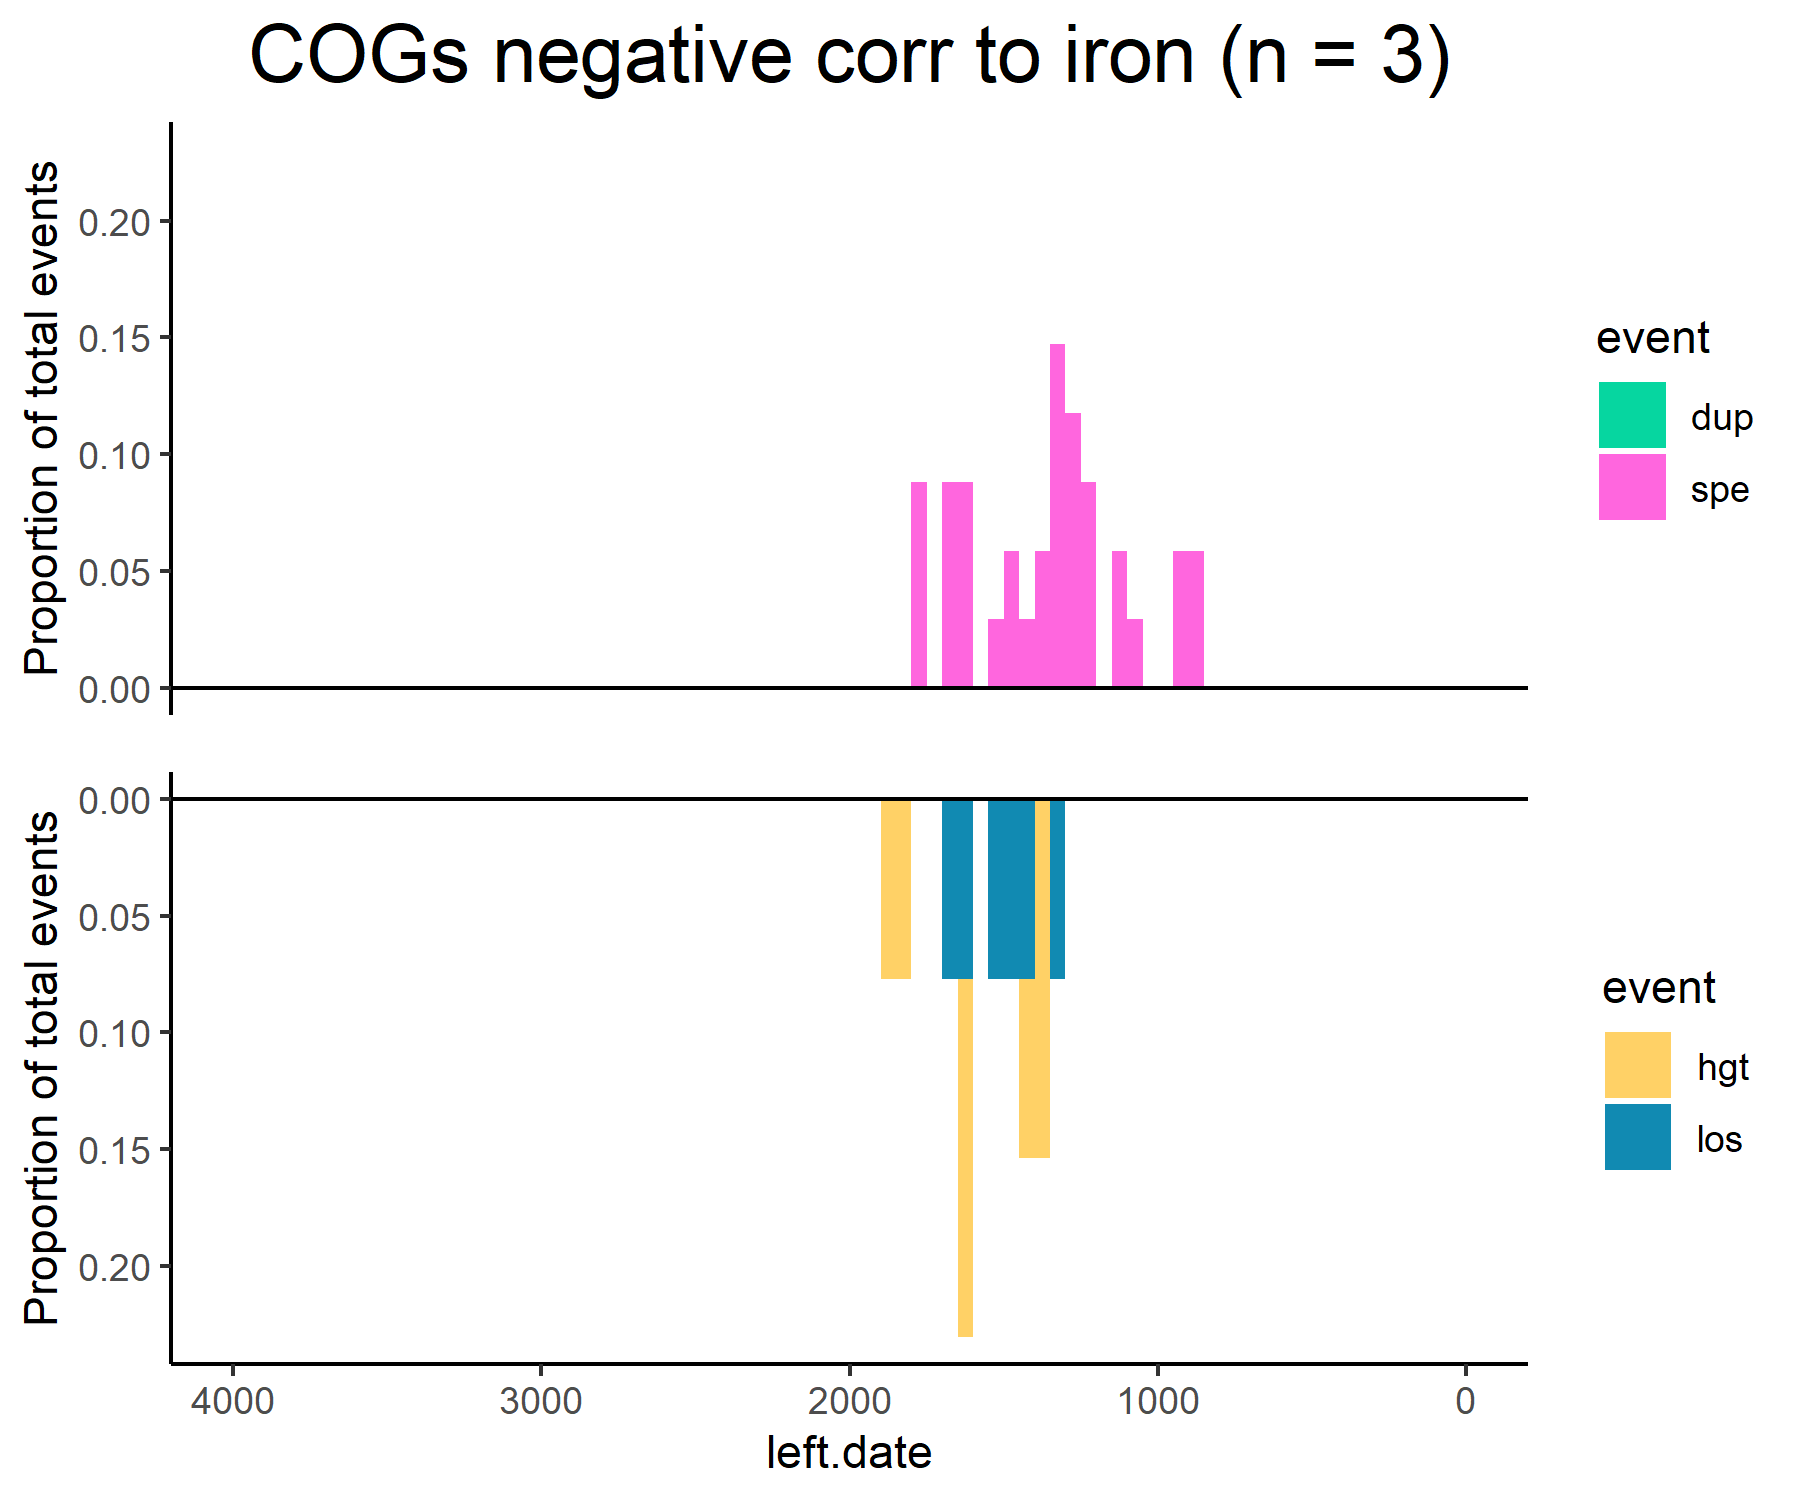 COGs negative corr to iron (n = 3)
Proportion of total events
0.20
0.15
0.10
0.05
0.00
event
dup
spe
Proportion of total events
0.00
0.05
0.10
0.15
0.20
event
hgt
los
4000 3000 2000 1000 0
left.date